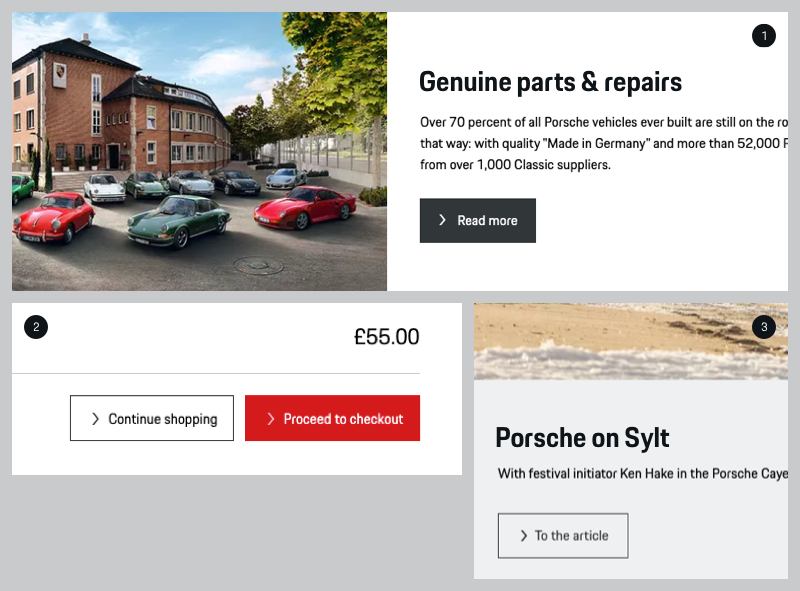 1
Genuine parts & repairs
Over 70 percent of all Porsche vehicles ever built are still on the ro
that way: with quality "Made in Germany" and more than 52,000 P
from over 1,000 Classic suppliers.
Read more
2
£55.00
Continue shopping
Proceed to checkout
3
Porsche on Sylt
With festival initiator Ken Hake in the Porsche Caye
To the article